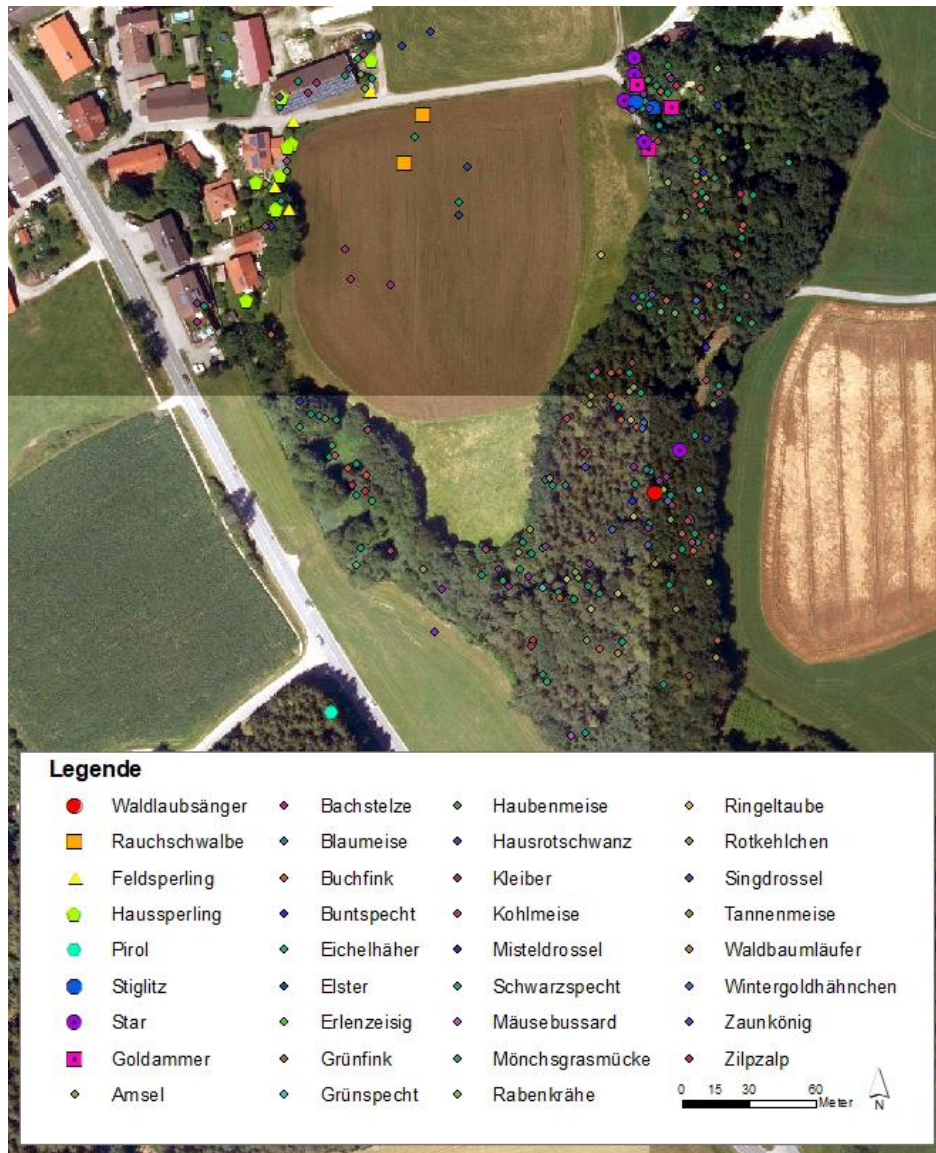 Legende
Waldlaubsänger Bachstelze Haubenmeise Ringeltaube
Rauchschwalbe Blaumeise Hausrotschwanz Rotkehlchen
Feldsperling Buchfink Kleiber Singdrossel
Haussperling Buntspecht Kohlmeise Tannenmeise
Pirol Eichelhäher Misteldrossel Waldbaumläufer
Stiglitz Elster Schwarzspecht Wintergoldhähnchen
Star Erlenzeisig Mäusebussard Zaunkönig
Goldammer Grünfink Mönchsgrasmücke Zilpzalp
Amsel Grünspecht Rabenkrähe
0 15 30 60
Meter
N